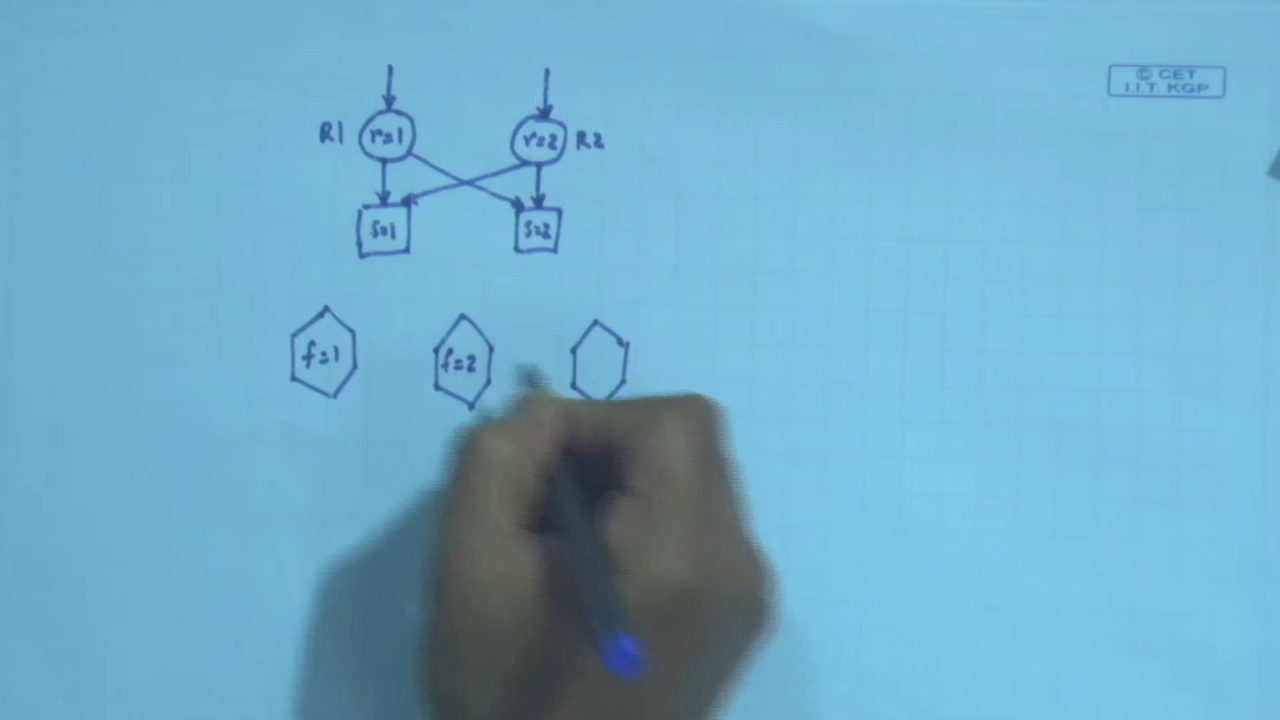 © CET
I.I.T. KGP
R1 r=1 r=2 R2
s=1 s=2
f=1 f=2